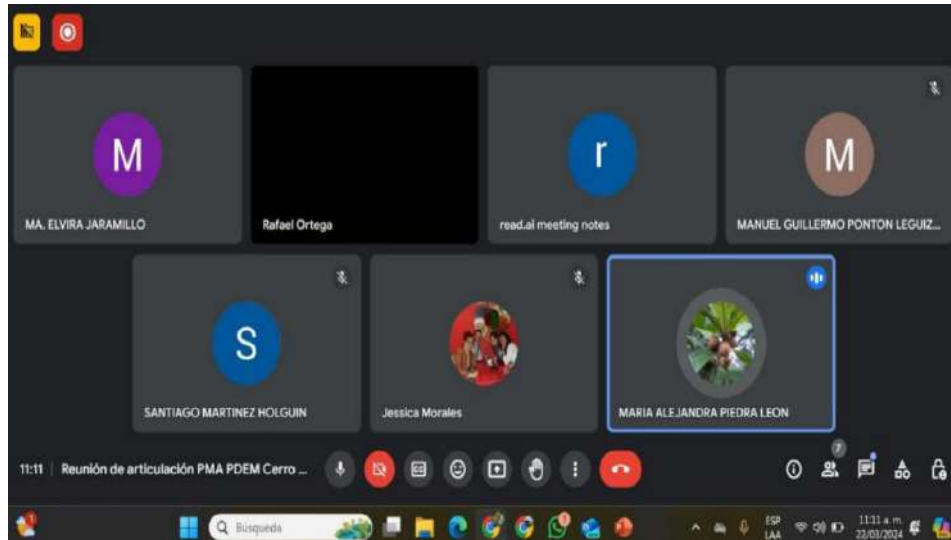 M
r
M
MA. ELVIRA JARAMILLO
Rafael Ortega
read.ai meeting notes
MANUEL GUILLERMO PONTON LEGUIZ...
S
SANTIAGO MARTINEZ HOLGUIN
Jessica Morales
MARIA ALEJANDRA PIEDRA LEON
7
11:11 | Reunión de articulación PMA PDEM Cerro ...
Búsqueda
ESP
LAA
11:11 a. m.
22/03/2024